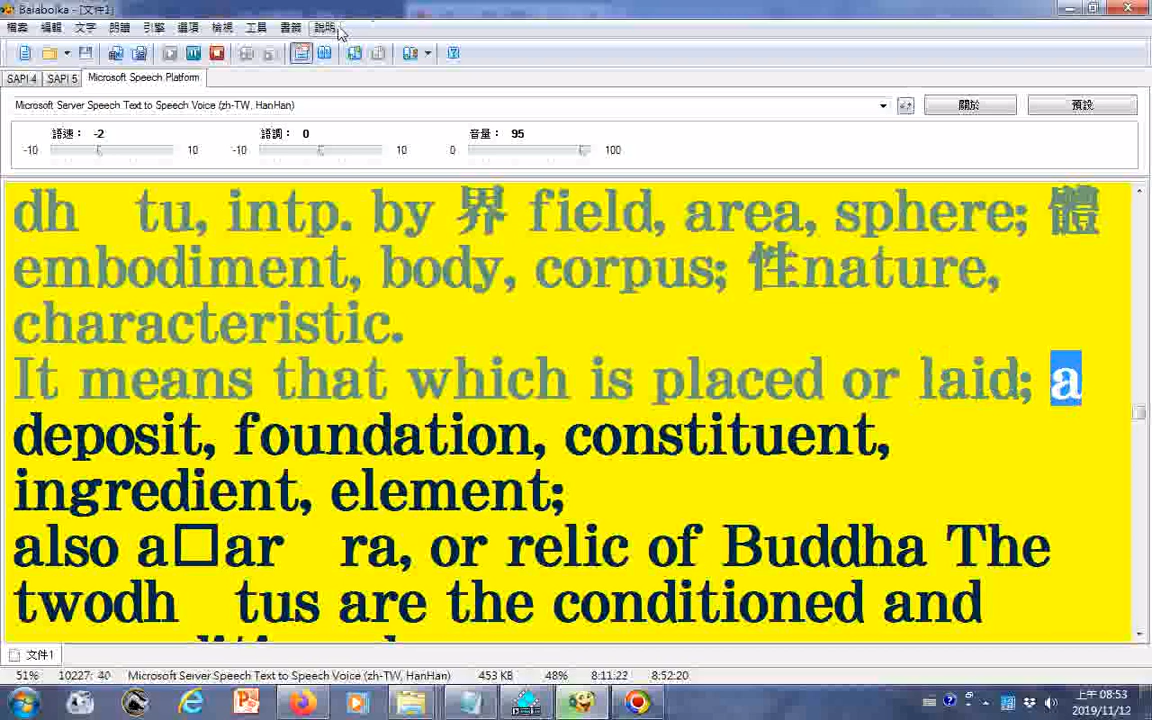 Balabolka - [文件1]
檔案 編輯 文字 朗讀 引擎 選項 檢視 工具 書籤 說明
SAPI 4 SAPI 5 Microsoft Speech Platform
Microsoft Server Speech Text to Speech Voice (zh-TW, HanHan) 關於 預設
語速： -2 語調： 0 音量： 95
-10 10 -10 10 0 100
dh tu, intp. by 界 field, area, sphere; 體
embodiment, body, corpus; 性nature,
characteristic.
It means that which is placed or laid; a
deposit, foundation, constituent,
ingredient, element;
also a□ar ra, or relic of Buddha The
twodh tus are the conditioned and
文件1
51% 10227: 40 Microsoft Server Speech Text to Speech Voice (zh-TW, HanHan) 453 KB 48% 8:11.22 8:52:20
上午 08:53
2019/11/12